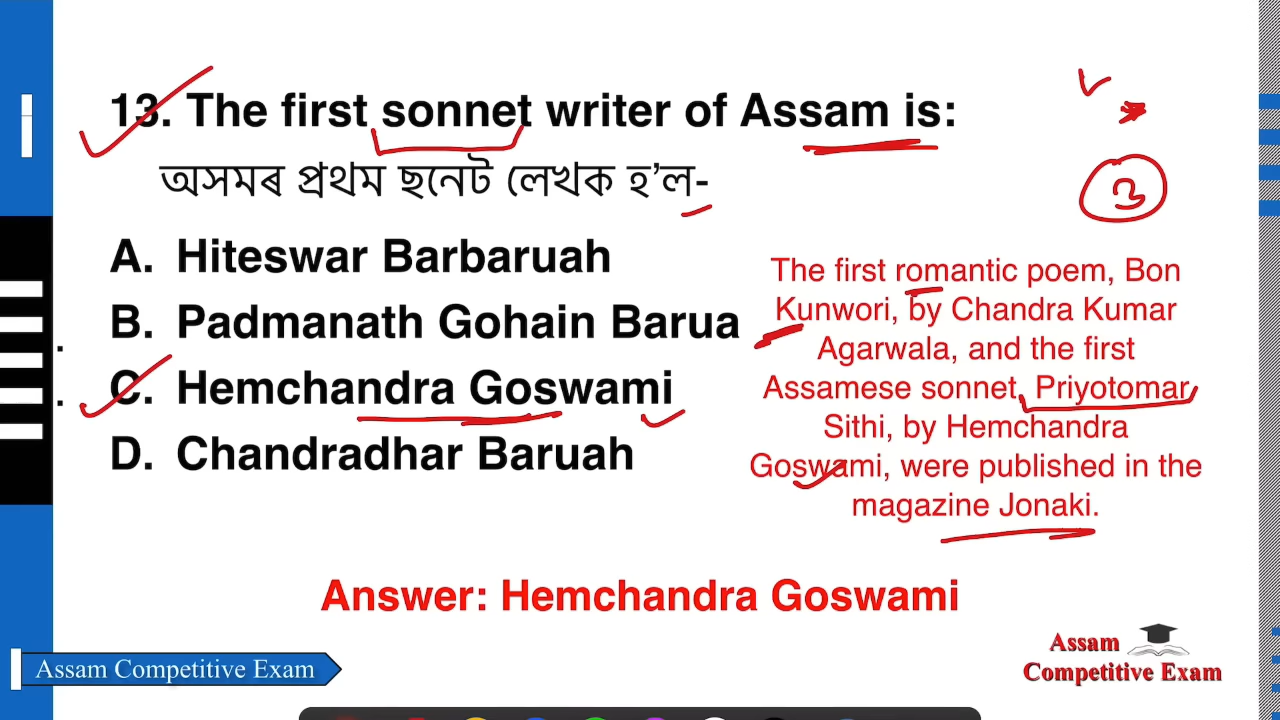 13. The first sonnet writer of Assam is:
অসমৰ প্ৰথম ছনেট লেখক হ’ল-
A. Hiteswar Barbaruah
B. Padmanath Gohain Barua
C. Hemchandra Goswami
D. Chandradhar Baruah
The first romantic poem, Bon
Kunwori, by Chandra Kumar
Agarwala, and the first
Assamese sonnet, Priyotomar
Sithi, by Hemchandra
Goswami, were published in the
magazine Jonaki.
Answer: Hemchandra Goswami
Assam Competitive Exam
Assam
Competitive Exam